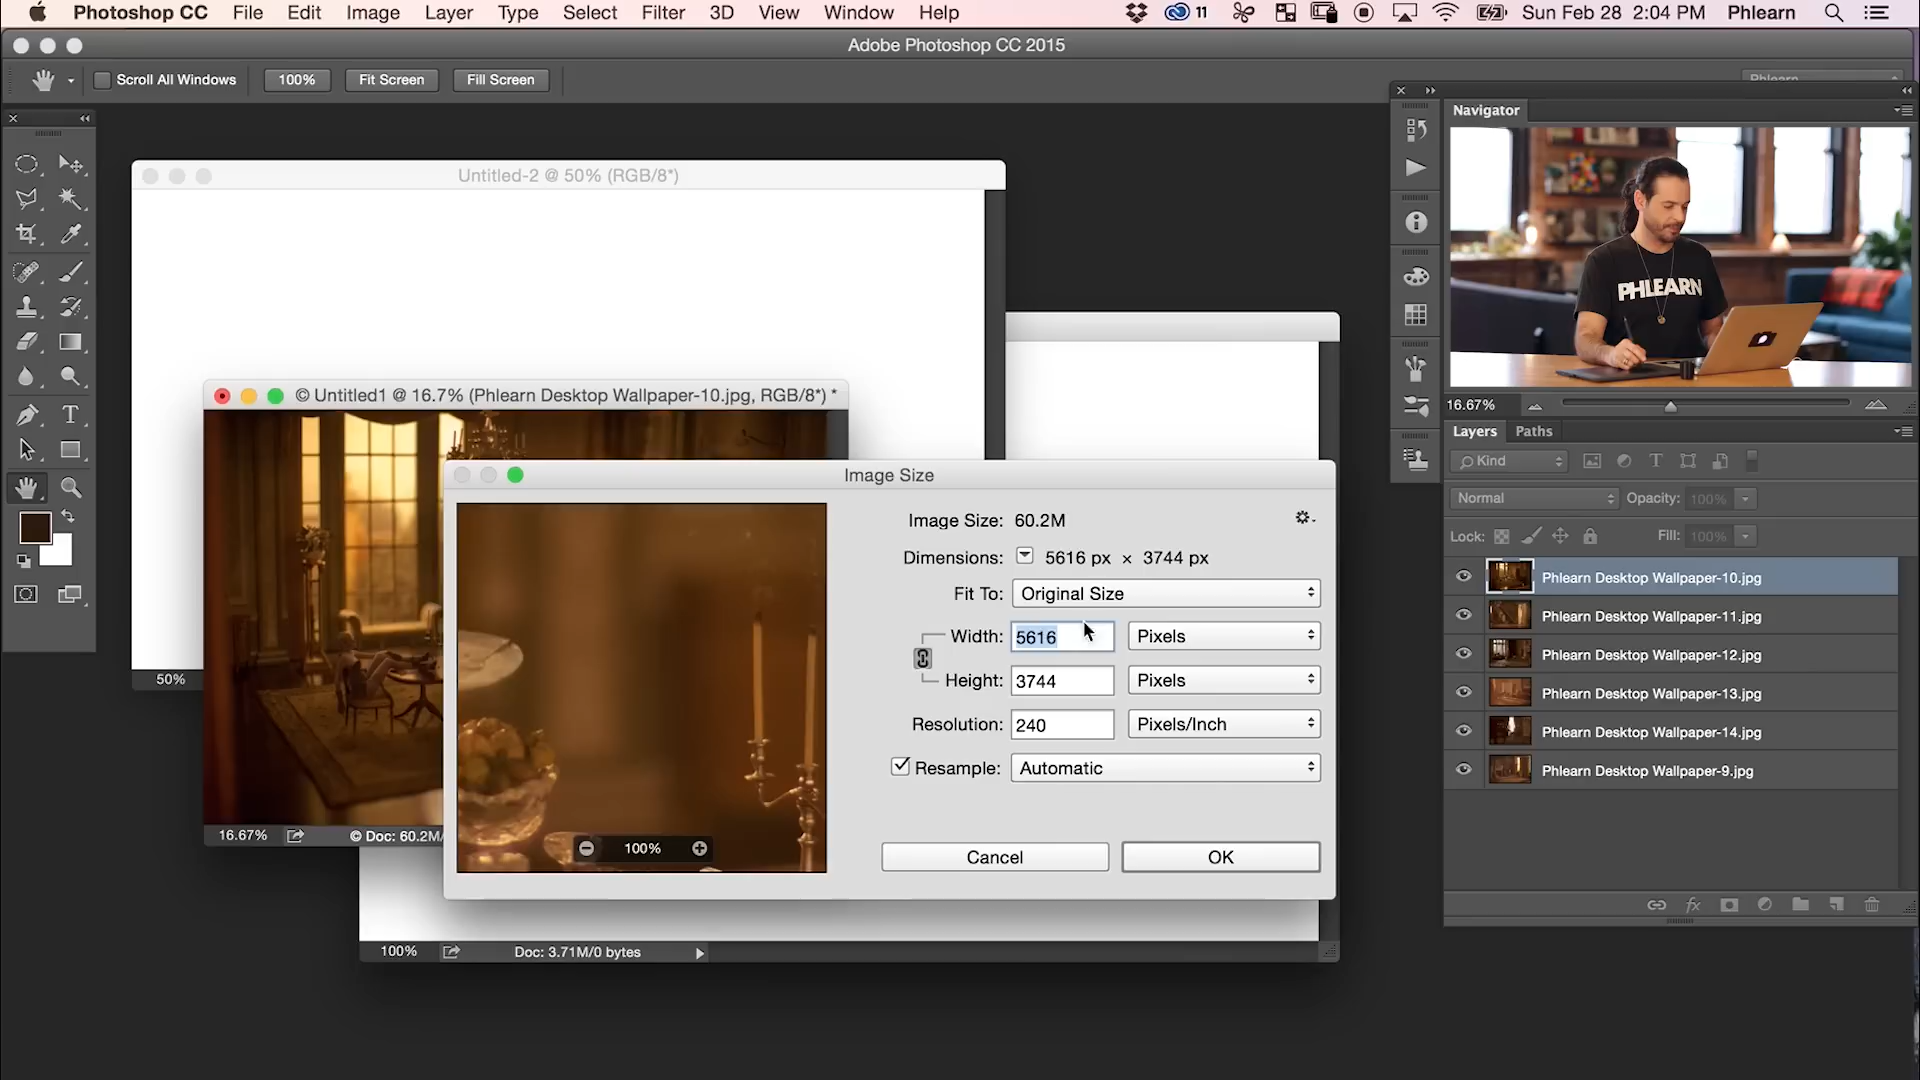 Photoshop CC File Edit Image Layer Type Select Filter 3D View Window Help 11 Sun Feb 28 2:04 PM Phlearn
Adobe Photoshop CC 2015
Scroll All Windows 100% Fit Screen Fill Screen
Phlearn
Navigator
PHLEARN
16.67%
Untitled-2 @ 50% (RGB/8*)
50%
© Untitled1 @ 16.7% (Phlearn Desktop Wallpaper-10.jpg, RGB/8*) *
16.67% © Doc: 60.2M/
Image Size
Image Size: 60.2M
Dimensions: 5616 px × 3744 px
Fit To: Original Size
Width: 5616 Pixels
Height: 3744 Pixels
Resolution: 240 Pixels/Inch
Resample: Automatic
100%
Cancel OK
100% Doc: 3.71M/0 bytes
Layers Paths
Kind
Normal Opacity: 100%
Lock: Fill: 100%
Phlearn Desktop Wallpaper-10.jpg
Phlearn Desktop Wallpaper-11.jpg
Phlearn Desktop Wallpaper-12.jpg
Phlearn Desktop Wallpaper-13.jpg
Phlearn Desktop Wallpaper-14.jpg
Phlearn Desktop Wallpaper-9.jpg